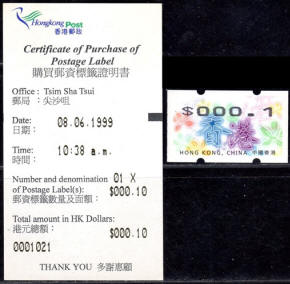 Hongkong Post
香港郵政
Certificate of Purchase of
Postage Label
購買郵資標籤證明書
Office : Tsim Sha Tsui
郵局 : 尖沙咀
Date: 08.06.1999
日期:
Time: 10:38 a.m.
時間:
Number and denomination 01 X
of Postage Label(s): $000.10
郵資標籤數量及面額:
Total amount in HK Dollars:
港元總額: $000.10
0001021
THANK YOU 多謝惠顧
$000.1
香港
HONG KONG, CHINA 中國香港